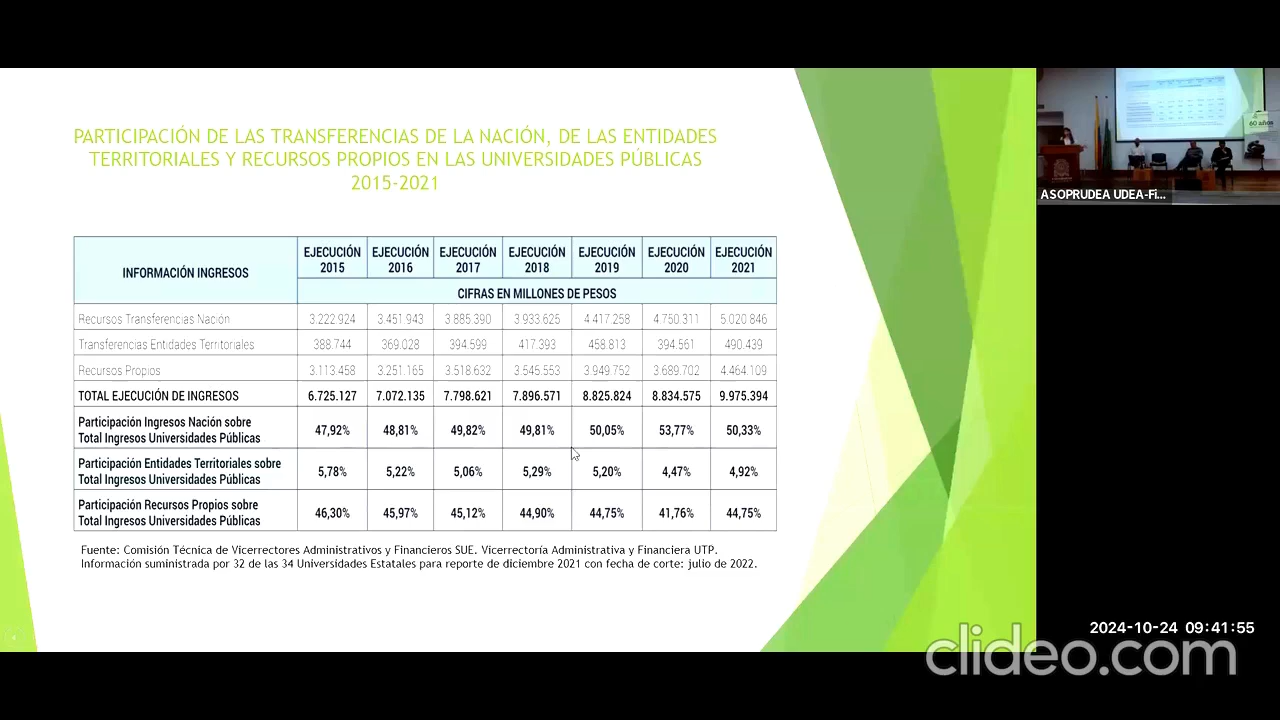 PARTICIPACIÓN DE LAS TRANSFERENCIAS DE LA NACIÓN, DE LAS ENTIDADES
TERRITORIALES Y RECURSOS PROPIOS EN LAS UNIVERSIDADES PÚBLICAS
2015-2021
INFORMACIÓN INGRESOS
EJECUCIÓN 2015
EJECUCIÓN 2016
EJECUCIÓN 2017
EJECUCIÓN 2018
EJECUCIÓN 2019
EJECUCIÓN 2020
EJECUCIÓN 2021
CIFRAS EN MILLONES DE PESOS
Recursos Transferencias Nación 3.222.924 3.451.943 3.885.390 3.933.625 4.417.258 4.750.311 5.020.846
Transferencias Entidades Territoriales 388.744 369.028 394.599 417.393 458.813 394.561 490.439
Recursos Propios 3.113.458 3.251.165 3.518.632 3.545.553 3.949.752 3.689.702 4.464.109
TOTAL EJECUCIÓN DE INGRESOS 6.725.127 7.072.135 7.798.621 7.896.571 8.825.824 8.834.575 9.975.394
Participación Ingresos Nación sobre
Total Ingresos Universidades Públicas
47,92% 48,81% 49,82% 49,81% 50,05% 53,77% 50,33%
Participación Entidades Territoriales sobre
Total Ingresos Universidades Públicas
5,78% 5,22% 5,06% 5,29% 5,20% 4,47% 4,92%
Participación Recursos Propios sobre
Total Ingresos Universidades Públicas
46,30% 45,97% 45,12% 44,90% 44,75% 41,76% 44,75%
Fuente: Comisión Técnica de Vicerrectores Administrativos y Financieros SUE. Vicerrectoría Administrativa y Financiera UTP.
Información suministrada por 32 de las 34 Universidades Estatales para reporte de diciembre 2021 con fecha de corte: julio de 2022.
60 años
ASOPRUDEA UDEA-Fi...
2024-10-24 09:41:55
clideo.com